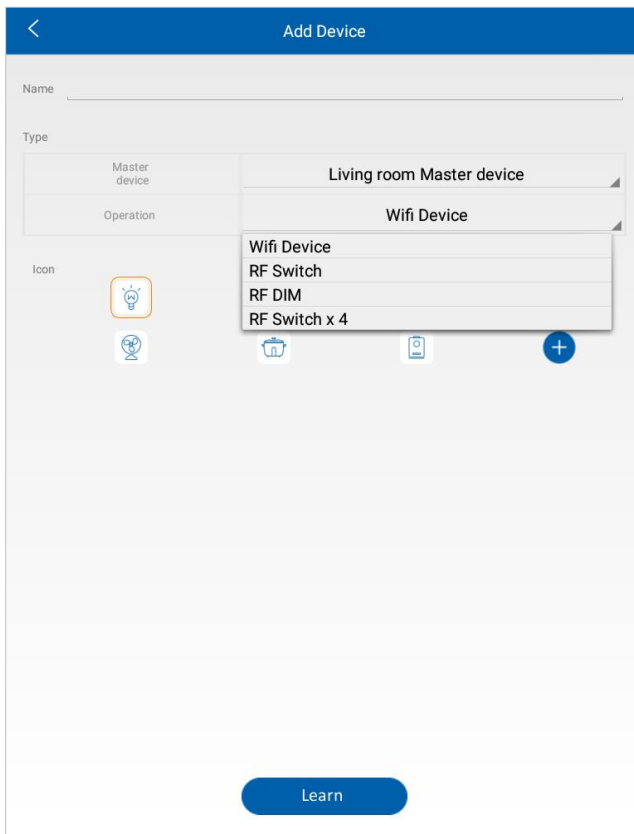 Add Device
Name
Type
Master
device
Living room Master device
Operation
Wifi Device
Wifi Device
RF Switch
RF DIM
RF Switch x 4
Icon
Learn